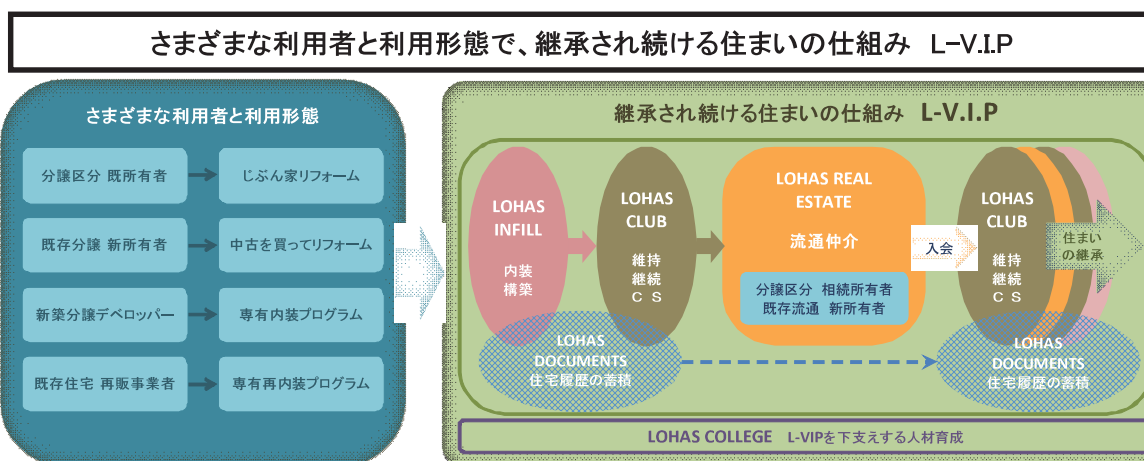 さまざまな利用者と利用形態で、継承され続ける住まいの仕組み L-V.I.P
さまざまな利用者と利用形態
分譲区分 既所有者
じぶん家リフォーム
既存分譲 新所有者
中古を買ってリフォーム
新築分譲デベロッパー
専有内装プログラム
既存住宅 再販事業者
専有再内装プログラム
継承され続ける住まいの仕組み L-V.I.P
LOHAS
INFILL
内装
構築
LOHAS
CLUB
維持
継続
CS
LOHAS REAL
ESTATE
流通仲介
分譲区分 相続所有者
既存流通 新所有者
入会
LOHAS
CLUB
維持
継続
CS
住まい
の継承
LOHAS
DOCUMENTS
住宅履歴の蓄積
LOHAS
DOCUMENTS
住宅履歴の蓄積
LOHAS COLLEGE L-VIPを下支えする人材育成